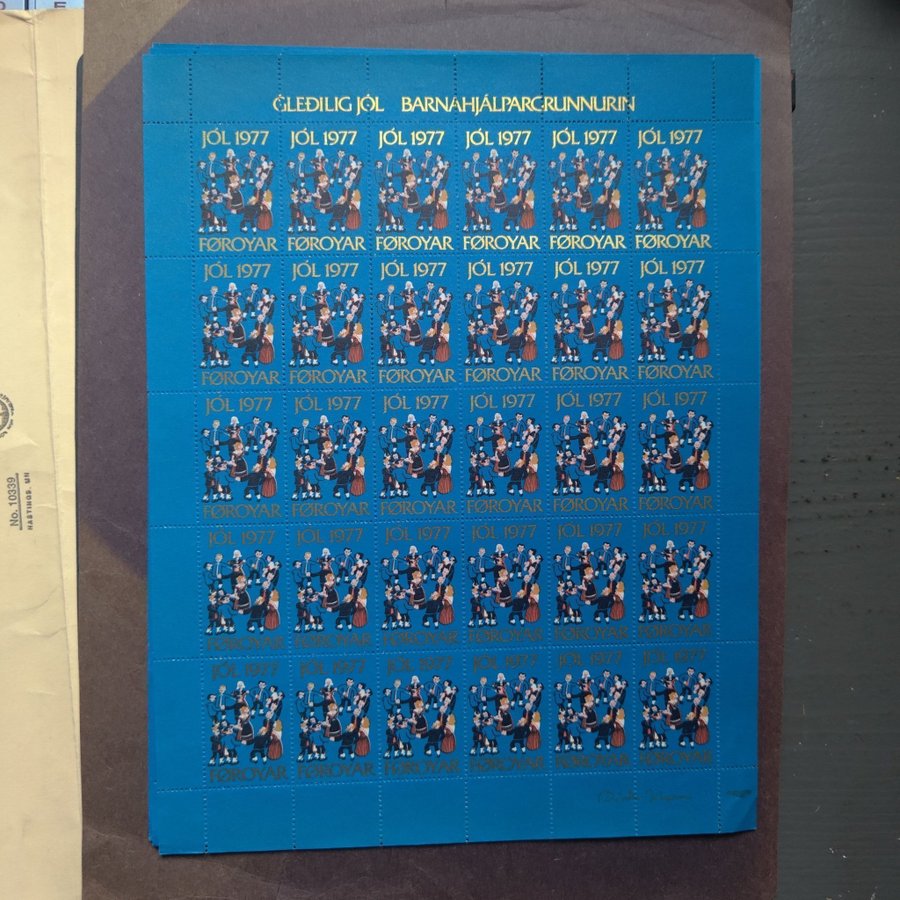 GLEÐILIG JÓL BARNAHJÁLPARGRUNNURIN
JÓL 1977 JÓL 1977 JÓL 1977 JÓL 1977 JÓL 1977 JÓL 1977
FØROYAR FØROYAR FØROYAR FØROYAR FØROYAR FØROYAR
JÓL 1977 JÓL 1977 JÓL 1977 JÓL 1977 JÓL 1977 JÓL 1977
FØROYAR FØROYAR FØROYAR FØROYAR FØROYAR FØROYAR
JÓL 1977 JÓL 1977 JÓL 1977 JÓL 1977 JÓL 1977 JÓL 1977
FØROYAR FØROYAR FØROYAR FØROYAR FØROYAR FØROYAR
JÓL 1977 JÓL 1977 JÓL 1977 JÓL 1977 JÓL 1977 JÓL 1977
FØROYAR FØROYAR FØROYAR FØROYAR FØROYAR FØROYAR
JÓL 1977 JÓL 1977 JÓL 1977 JÓL 1977 JÓL 1977 JÓL 1977
FØROYAR FØROYAR FØROYAR FØROYAR FØROYAR FØROYAR
No. 10339
HASTINGS, MN